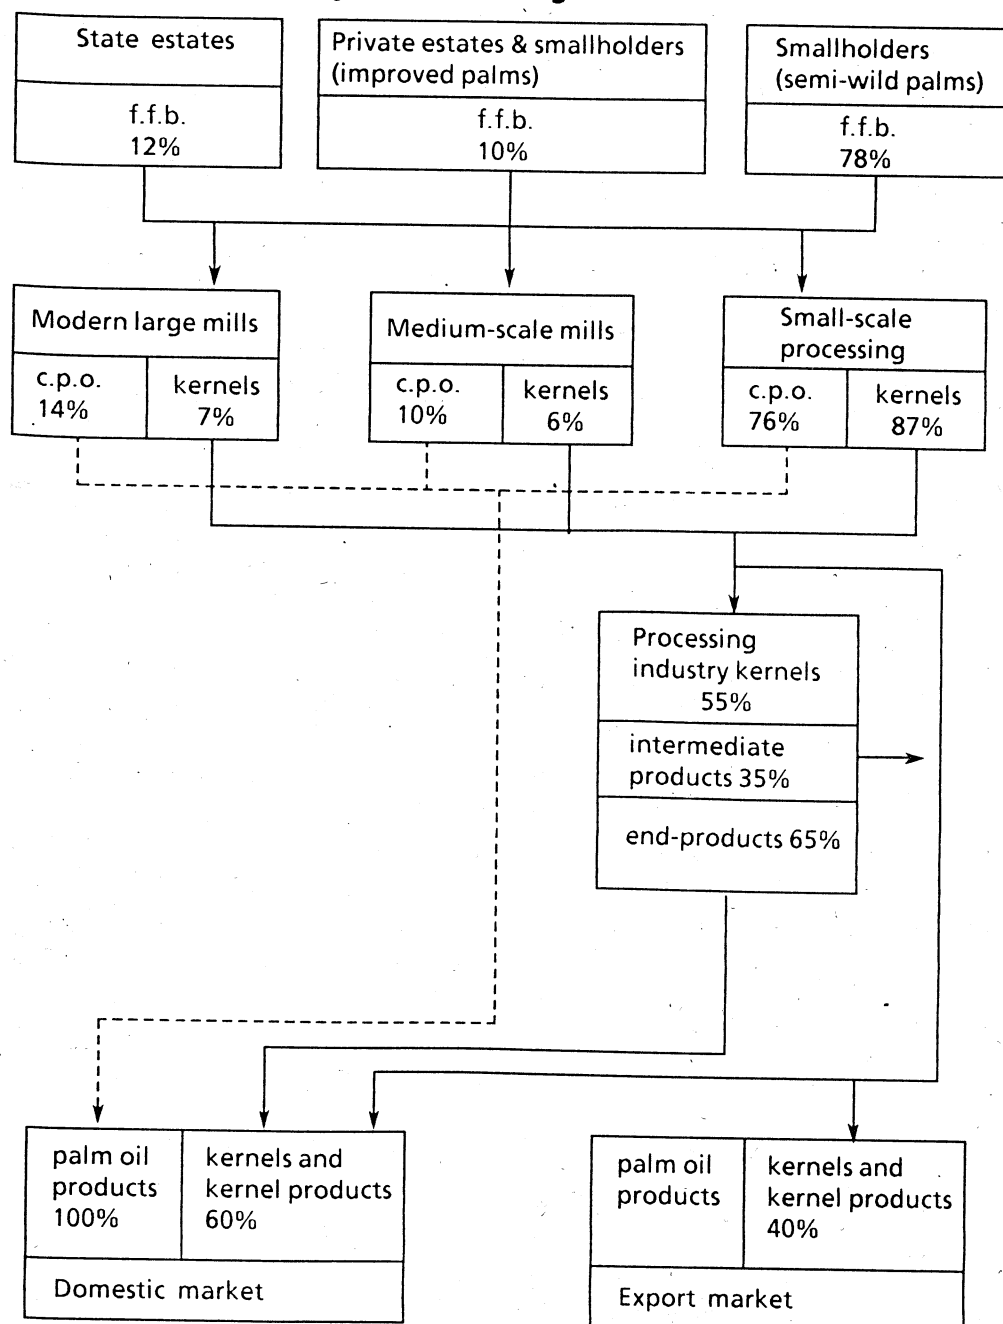 State estates
f.f.b.
12%
Private estates & smallholders
(improved palms)
f.f.b.
10%
Smallholders
(semi-wild palms)
f.f.b.
78%
Modern large mills
c.p.o.
14%
kernels
7%
Medium-scale mills
c.p.o.
10%
kernels
6%
Small-scale
processing
c.p.o.
76%
kernels
87%
Processing
industry kernels
55%
intermediate
products 35%
end-products 65%
palm oil
products
100%
kernels and
kernel products
60%
Domestic market
palm oil
products
kernels and
kernel products
40%
Export market